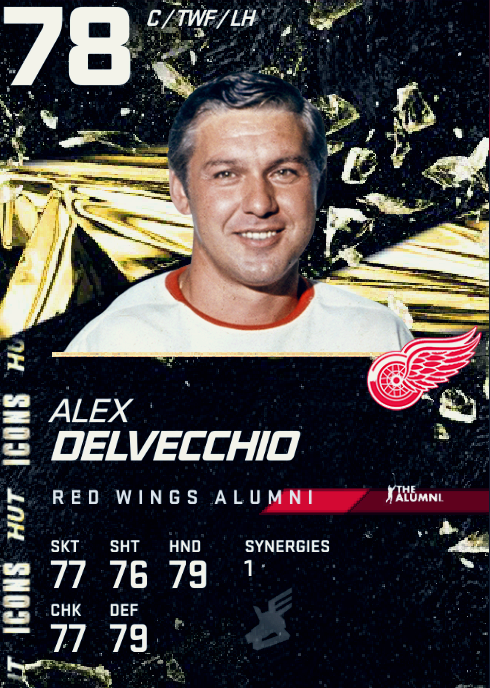 78
C / TWF / LH
ALEX
DELVECCHIO
RED WINGS ALUMNI
THE
ALUMNI.
SKT
77
SHT
76
HND
79
SYNERGIES
1
CHK
77
DEF
79
HUT
ICONS
HUT
ICONS